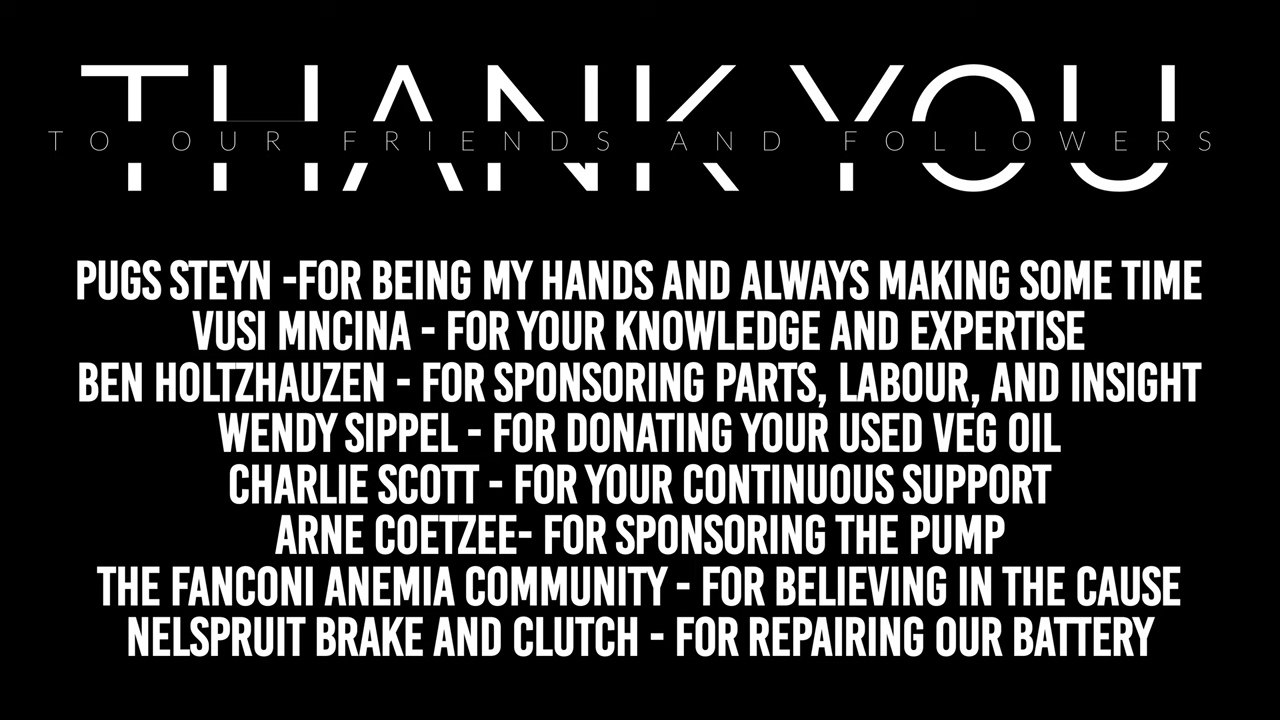 THANK YOU
TO OUR FRIENDS AND FOLLOWERS
PUGS STEYN -FOR BEING MY HANDS AND ALWAYS MAKING SOME TIME
VUSI MNCINA - FOR YOUR KNOWLEDGE AND EXPERTISE
BEN HOLTZHAUZEN - FOR SPONSORING PARTS, LABOUR, AND INSIGHT
WENDY SIPPEL - FOR DONATING YOUR USED VEG OIL
CHARLIE SCOTT - FOR YOUR CONTINUOUS SUPPORT
ARNE COETZEE- FOR SPONSORING THE PUMP
THE FANCONI ANEMIA COMMUNITY - FOR BELIEVING IN THE CAUSE
NELSPRUIT BRAKE AND CLUTCH - FOR REPAIRING OUR BATTERY